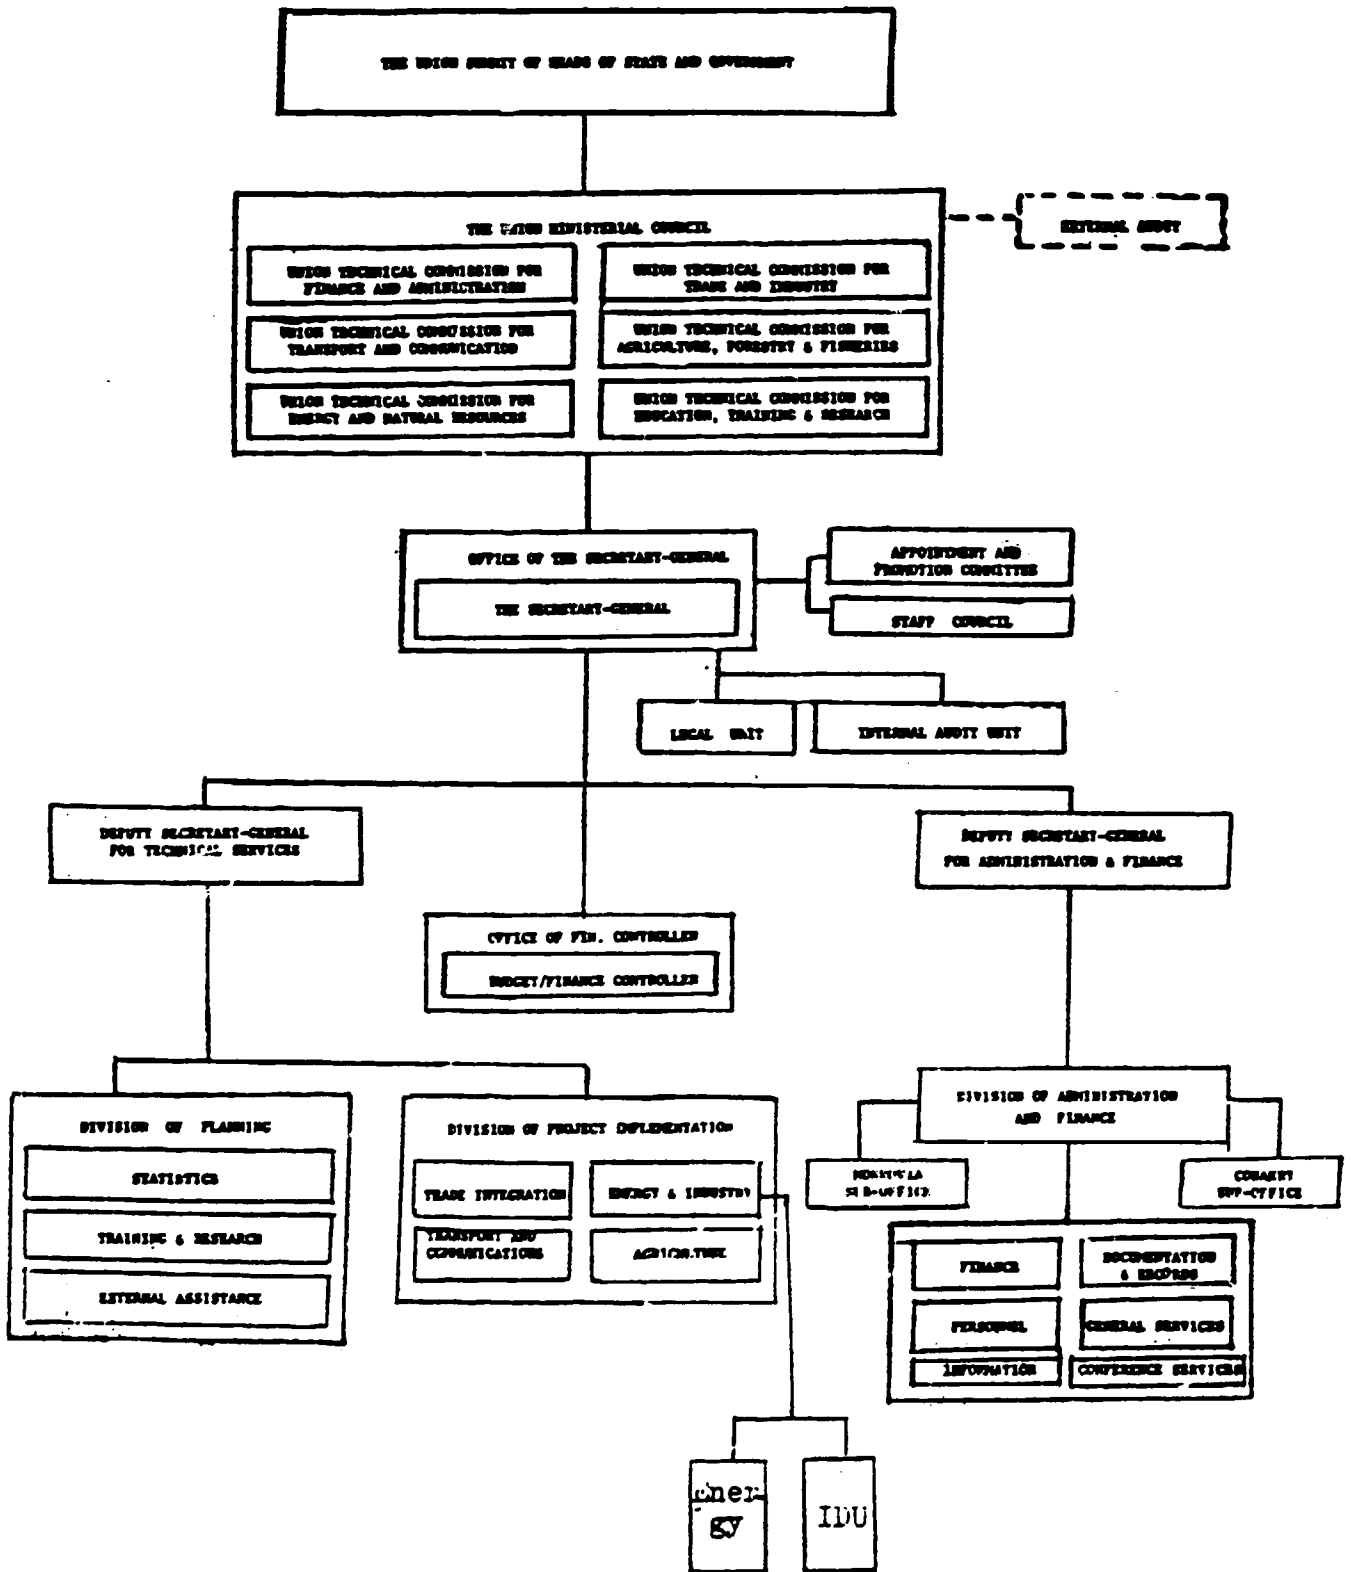 THE UNION SUMMIT OF HEADS OF STATE AND GOVERNMENT
THE UNION MINISTERIAL COUNCIL
EXTERNAL AUDIT
UNION TECHNICAL COMMISSION FOR
FINANCE AND ADMINISTRATION
UNION TECHNICAL COMMISSION FOR
TRADE AND INDUSTRY
UNION TECHNICAL COMMISSION FOR
TRANSPORT AND COMMUNICATION
UNION TECHNICAL COMMISSION FOR
AGRICULTURE, FORESTRY & FISHERIES
UNION TECHNICAL COMMISSION FOR
ENERGY AND NATURAL RESOURCES
UNION TECHNICAL COMMISSION FOR
EDUCATION, TRAINING & RESEARCH
OFFICE OF THE SECRETARY-GENERAL
THE SECRETARY-GENERAL
APPOINTMENT AND
PROMOTION COMMITTEE
STAFF COUNCIL
UNIT
INTERNAL AUDIT UNIT
DEPUTY SECRETARY-GENERAL
FOR TECHNICAL SERVICES
DEPUTY SECRETARY-GENERAL
FOR ADMINISTRATION & FINANCE
OFFICE OF FIN. CONTROLLER
BUDGET/FINANCE CONTROLLER
DIVISION OF PLANNING
STATISTICS
TRAINING & RESEARCH
EXTERNAL ASSISTANCE
DIVISION OF PROJECT IMPLEMENTATION
TRADE INTEGRATION
ENERGY & INDUSTRY
TRANSPORT AND
COMMUNICATIONS
AGRICULTURE
DIVISION OF ADMINISTRATION
AND FINANCE
SUB-OFFICE
CONAKRY
SUB-OFFICE
FINANCE
DOCUMENTATION
& RECORDS
PERSONNEL
GENERAL SERVICES
INFORMATION
CONFERENCE SERVICES
Ener
gy
IDU